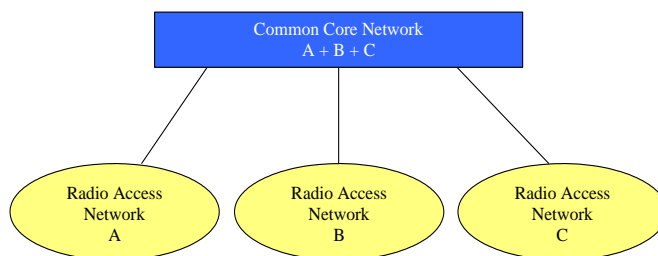 Common Core Network
A + B + C
Radio Access
Network
A
Radio Access
Network
B
Radio Access
Network
C